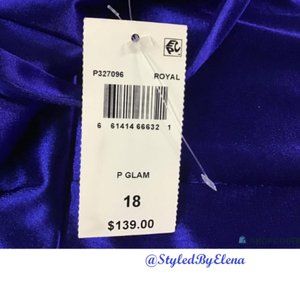 P327096 ROYAL
6 61414 66632 1
P GLAM
18
$139.00
@StyledByElena